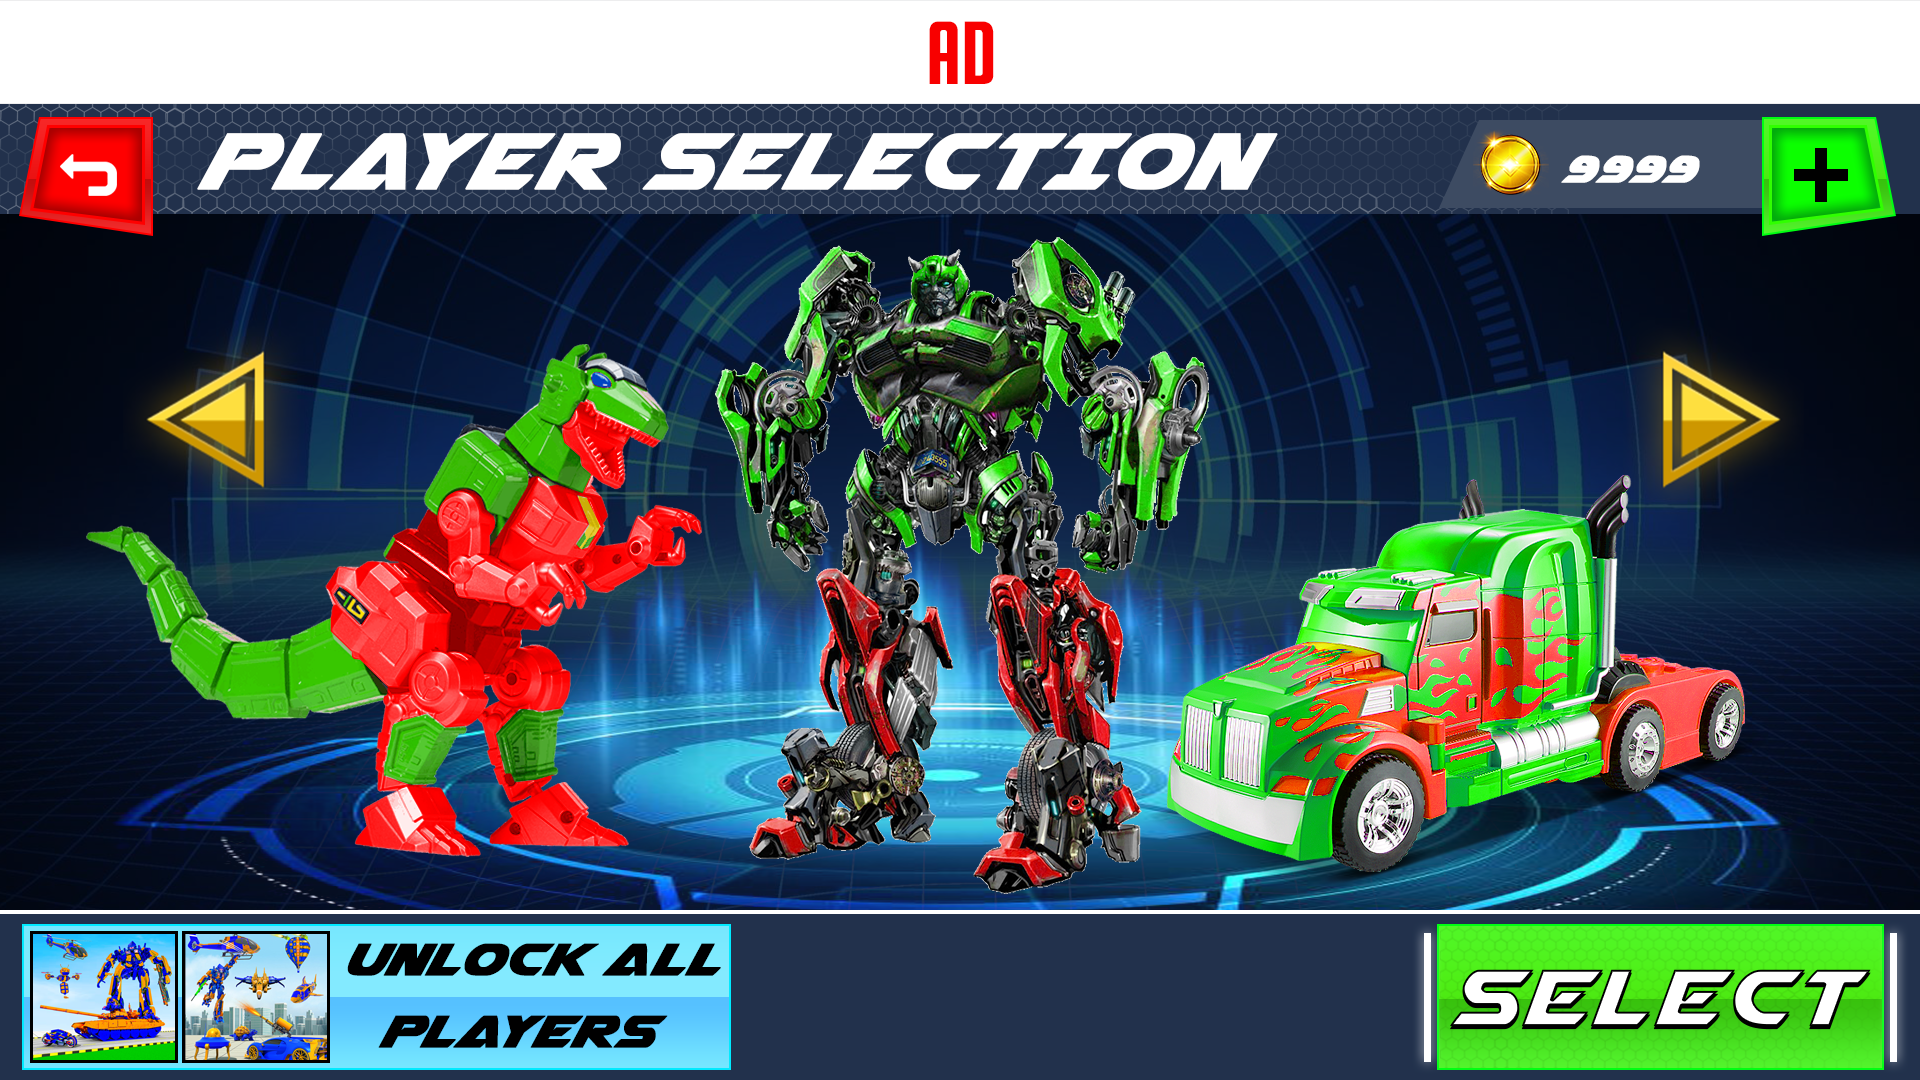 AD
PLAYER SELECTION
9999
UNLOCK ALL
PLAYERS
SELECT